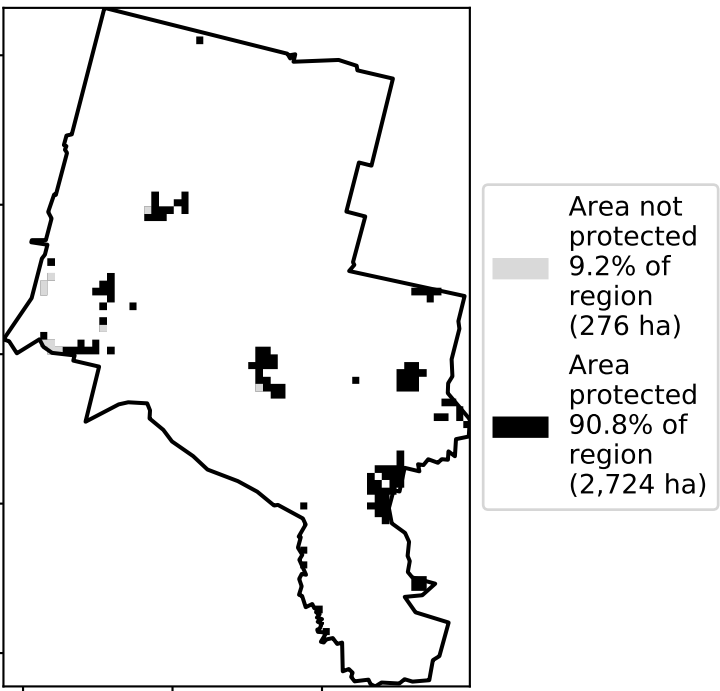 Area not
protected
9.2% of
region
(276 ha)
Area
protected
90.8% of
region
(2,724 ha)